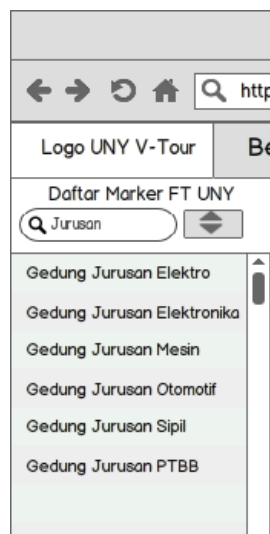 http
Logo UNY V-Tour
Be
Daftar Marker FT UNY
Jurusan
Gedung Jurusan Elektro
Gedung Jurusan Elektronika
Gedung Jurusan Mesin
Gedung Jurusan Otomotif
Gedung Jurusan Sipil
Gedung Jurusan PTBB